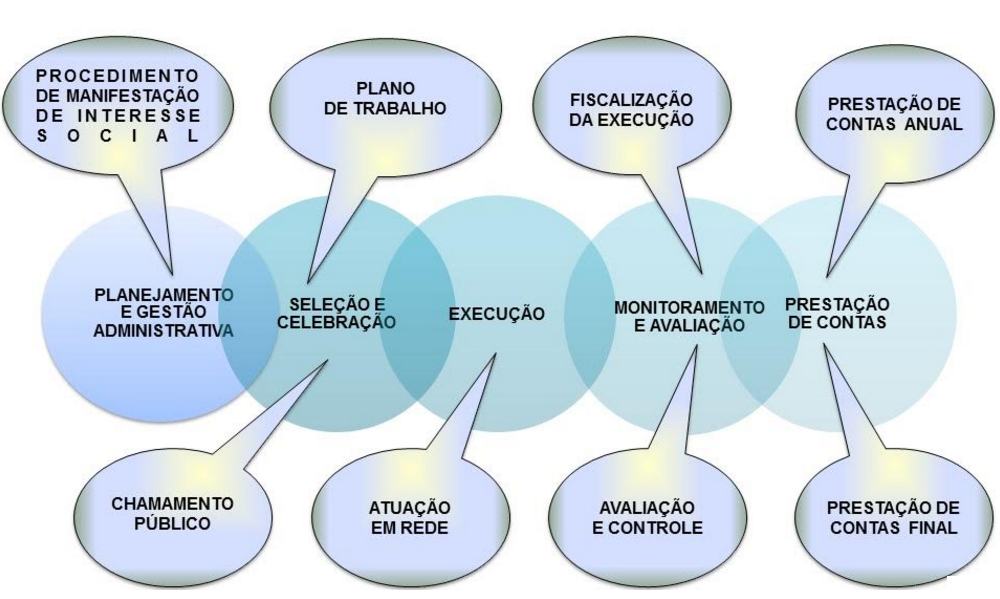 PROCEDIMENTO
DE MANIFESTAÇÃO
DE INTERESSE
SOCIAL
PLANO
DE TRABALHO
FISCALIZAÇÃO
DA EXECUÇÃO
PRESTAÇÃO DE
CONTAS ANUAL
PLANEJAMENTO
E GESTÃO
ADMINISTRATIVA
SELEÇÃO E
CELEBRAÇÃO
EXECUÇÃO
MONITORAMENTO
E AVALIAÇÃO
PRESTAÇÃO
DE CONTAS
CHAMAMENTO
PÚBLICO
ATUAÇÃO
EM REDE
AVALIAÇÃO
E CONTROLE
PRESTAÇÃO DE
CONTAS FINAL